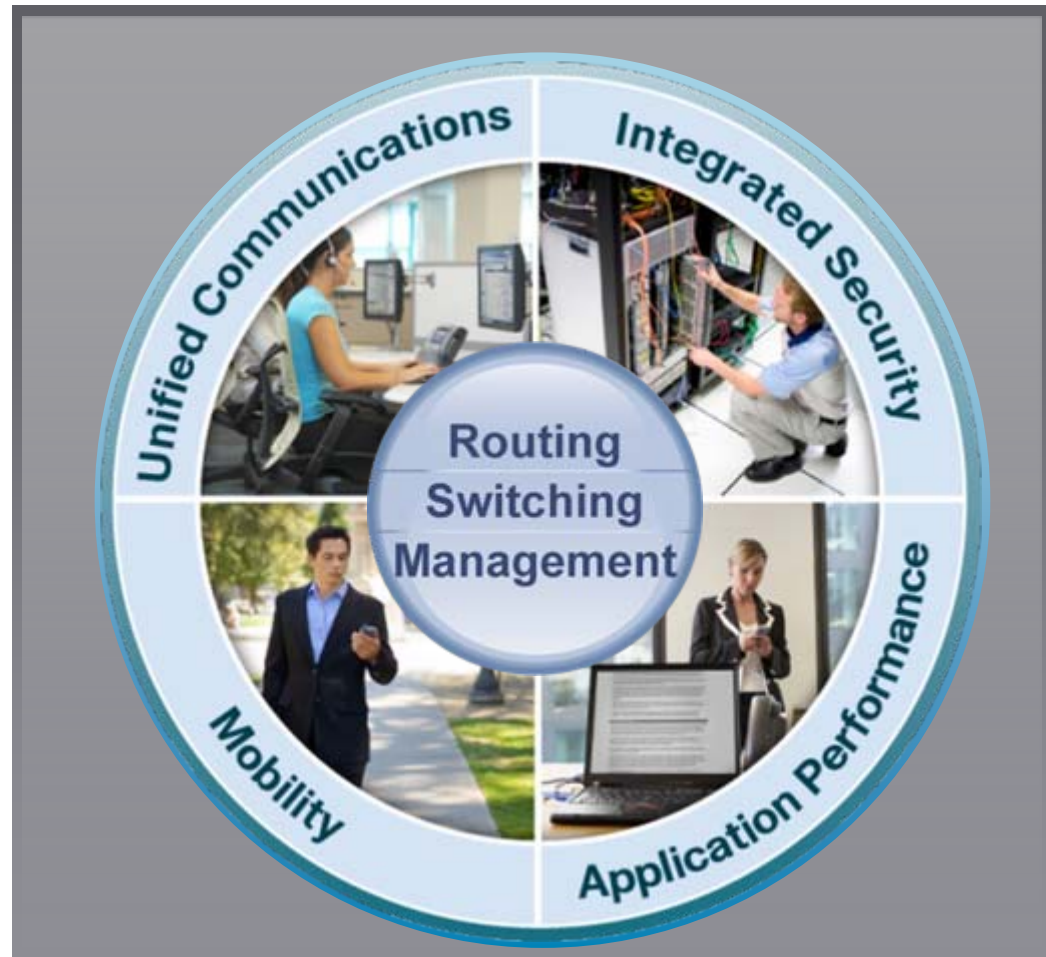 Unified Communications
Integrated Security
Routing
Switching
Management
Mobility
Application Performance